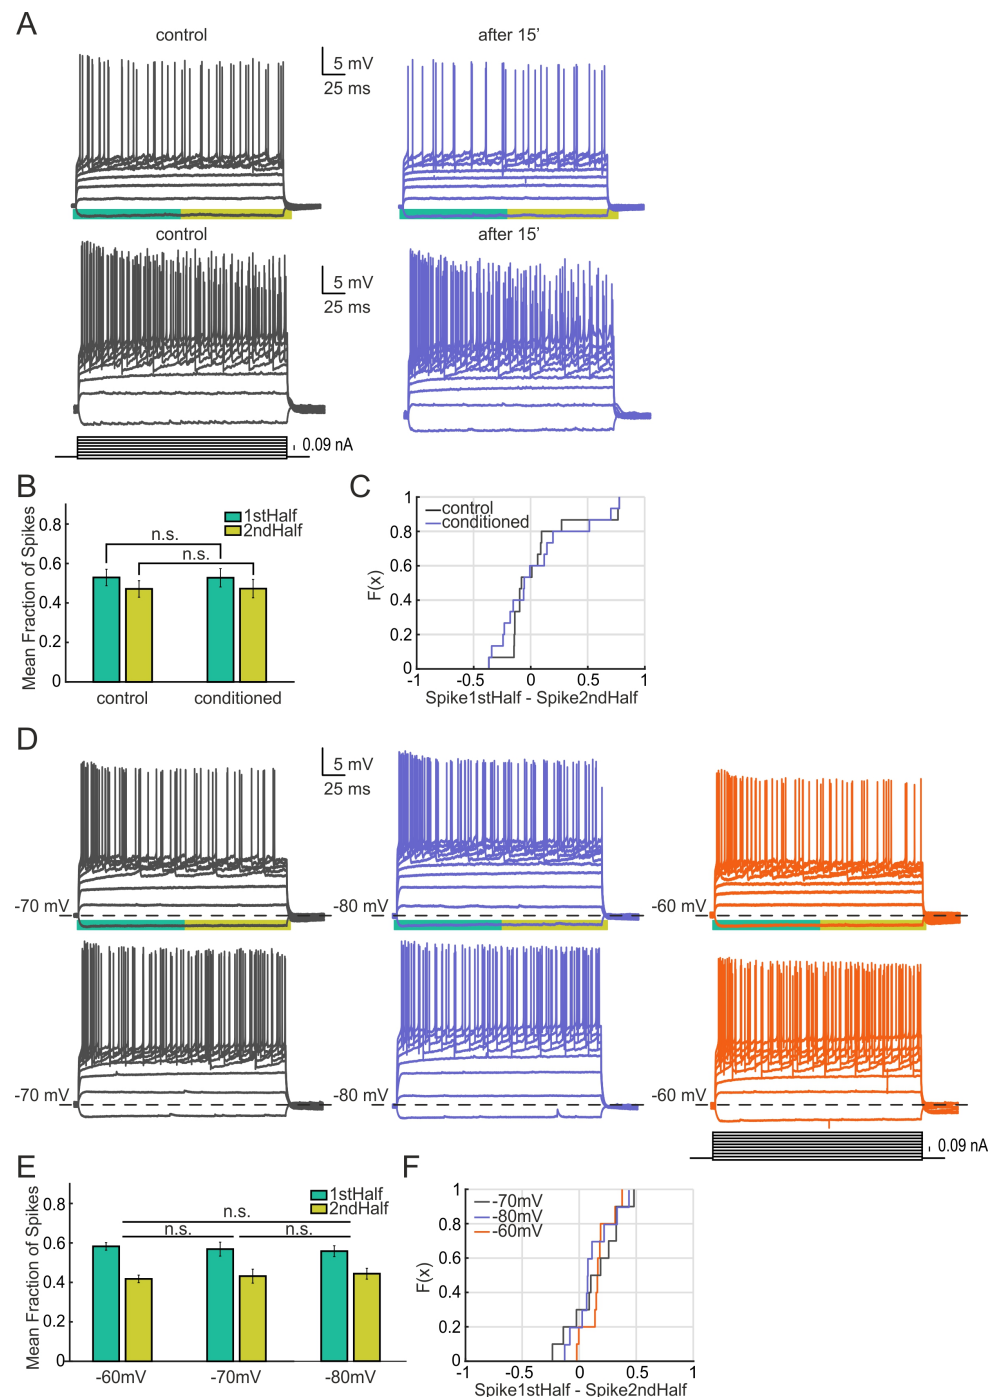 A
control
after 15'
5 mV
25 ms
control
after 15'
5 mV
25 ms
0.09 nA
B
C
Mean Fraction of Spikes
0.8
0.6
0.4
0.2
0
1stHalf
2ndHalf
n.s.
n.s.
control
conditioned
F(x)
1
0.8
0.6
0.4
0.2
0
control
conditioned
-1
-0.5
0
0.5
1
Spike1stHalf - Spike2ndHalf
D
5 mV
25 ms
-70 mV
-80 mV
-60 mV
-70 mV
-80 mV
-60 mV
0.09 nA
E
F
Mean Fraction of Spikes
0.8
0.6
0.4
0.2
0
1stHalf
2ndHalf
n.s.
n.s.
n.s.
-60mV
-70mV
-80mV
F(x)
1
0.8
0.6
0.4
0.2
0
-70mV
-80mV
-60mV
-1
-0.5
0
0.5
1
Spike1stHalf - Spike2ndHalf